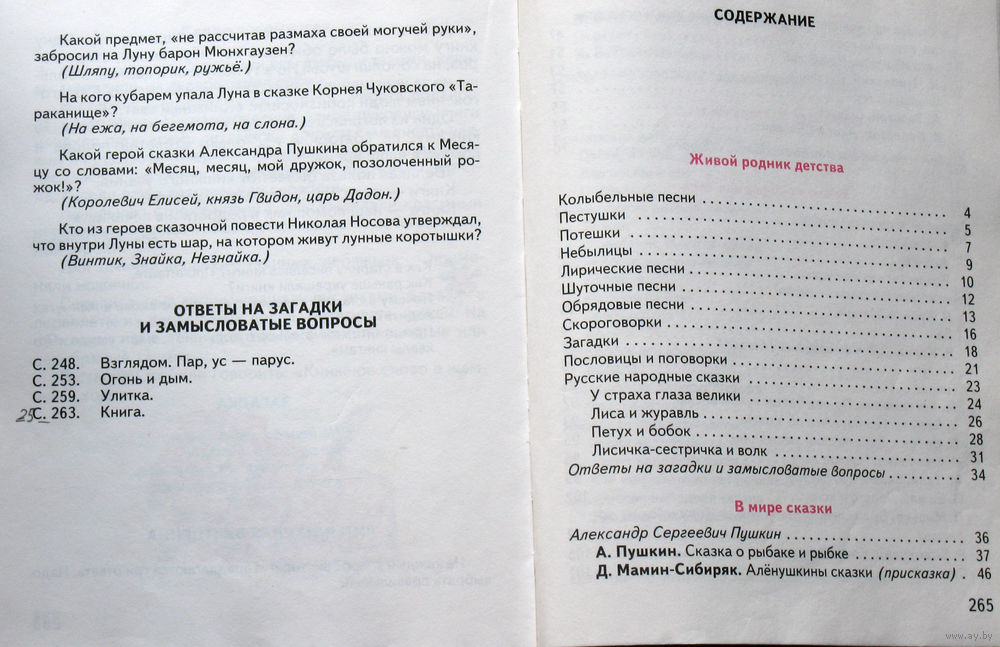 Какой предмет, «не рассчитав размаха своей могучей руки»,
забросил на Луну барон Мюнхгаузен?
(Шляпу, топорик, ружьё.)
На кого кубарем упала Луна в сказке Корнея Чуковского «Та-
раканище»?
(На ежа, на бегемота, на слона.)
Какой герой сказки Александра Пушкина обратился к Меся-
цу со словами: «Месяц, месяц, мой дружок, позолоченный ро-
жок!»?
(Королевич Елисей, князь Гвидон, царь Дадон.)
Кто из героев сказочной повести Николая Носова утверждал,
что внутри Луны есть шар, на котором живут лунные коротышки?
(Винтик, Знайка, Незнайка.)
ОТВЕТЫ НА ЗАГАДКИ
И ЗАМЫСЛОВАТЫЕ ВОПРОСЫ
С. 248. Взглядом. Пар, ус — парус.
С. 253. Огонь и дым.
С. 259. Улитка.
С. 263. Книга.
СОДЕРЖАНИЕ
Живой родник детства
Колыбельные песни 4
Пестушки 5
Потешки 7
Небылицы 9
Лирические песни 10
Шуточные песни 12
Обрядовые песни 13
Скороговорки 16
Загадки 18
Пословицы и поговорки 21
Русские народные сказки 23
У страха глаза велики 24
Лиса и журавль 26
Петух и бобок 28
Лисичка-сестричка и волк 31
Ответы на загадки и замысловатые вопросы 34
В мире сказки
Александр Сергеевич Пушкин 36
А. Пушкин. Сказка о рыбаке и рыбке 37
Д. Мамин-Сибиряк. Алёнушкины сказки (присказка) . 46
265
www.ay.by